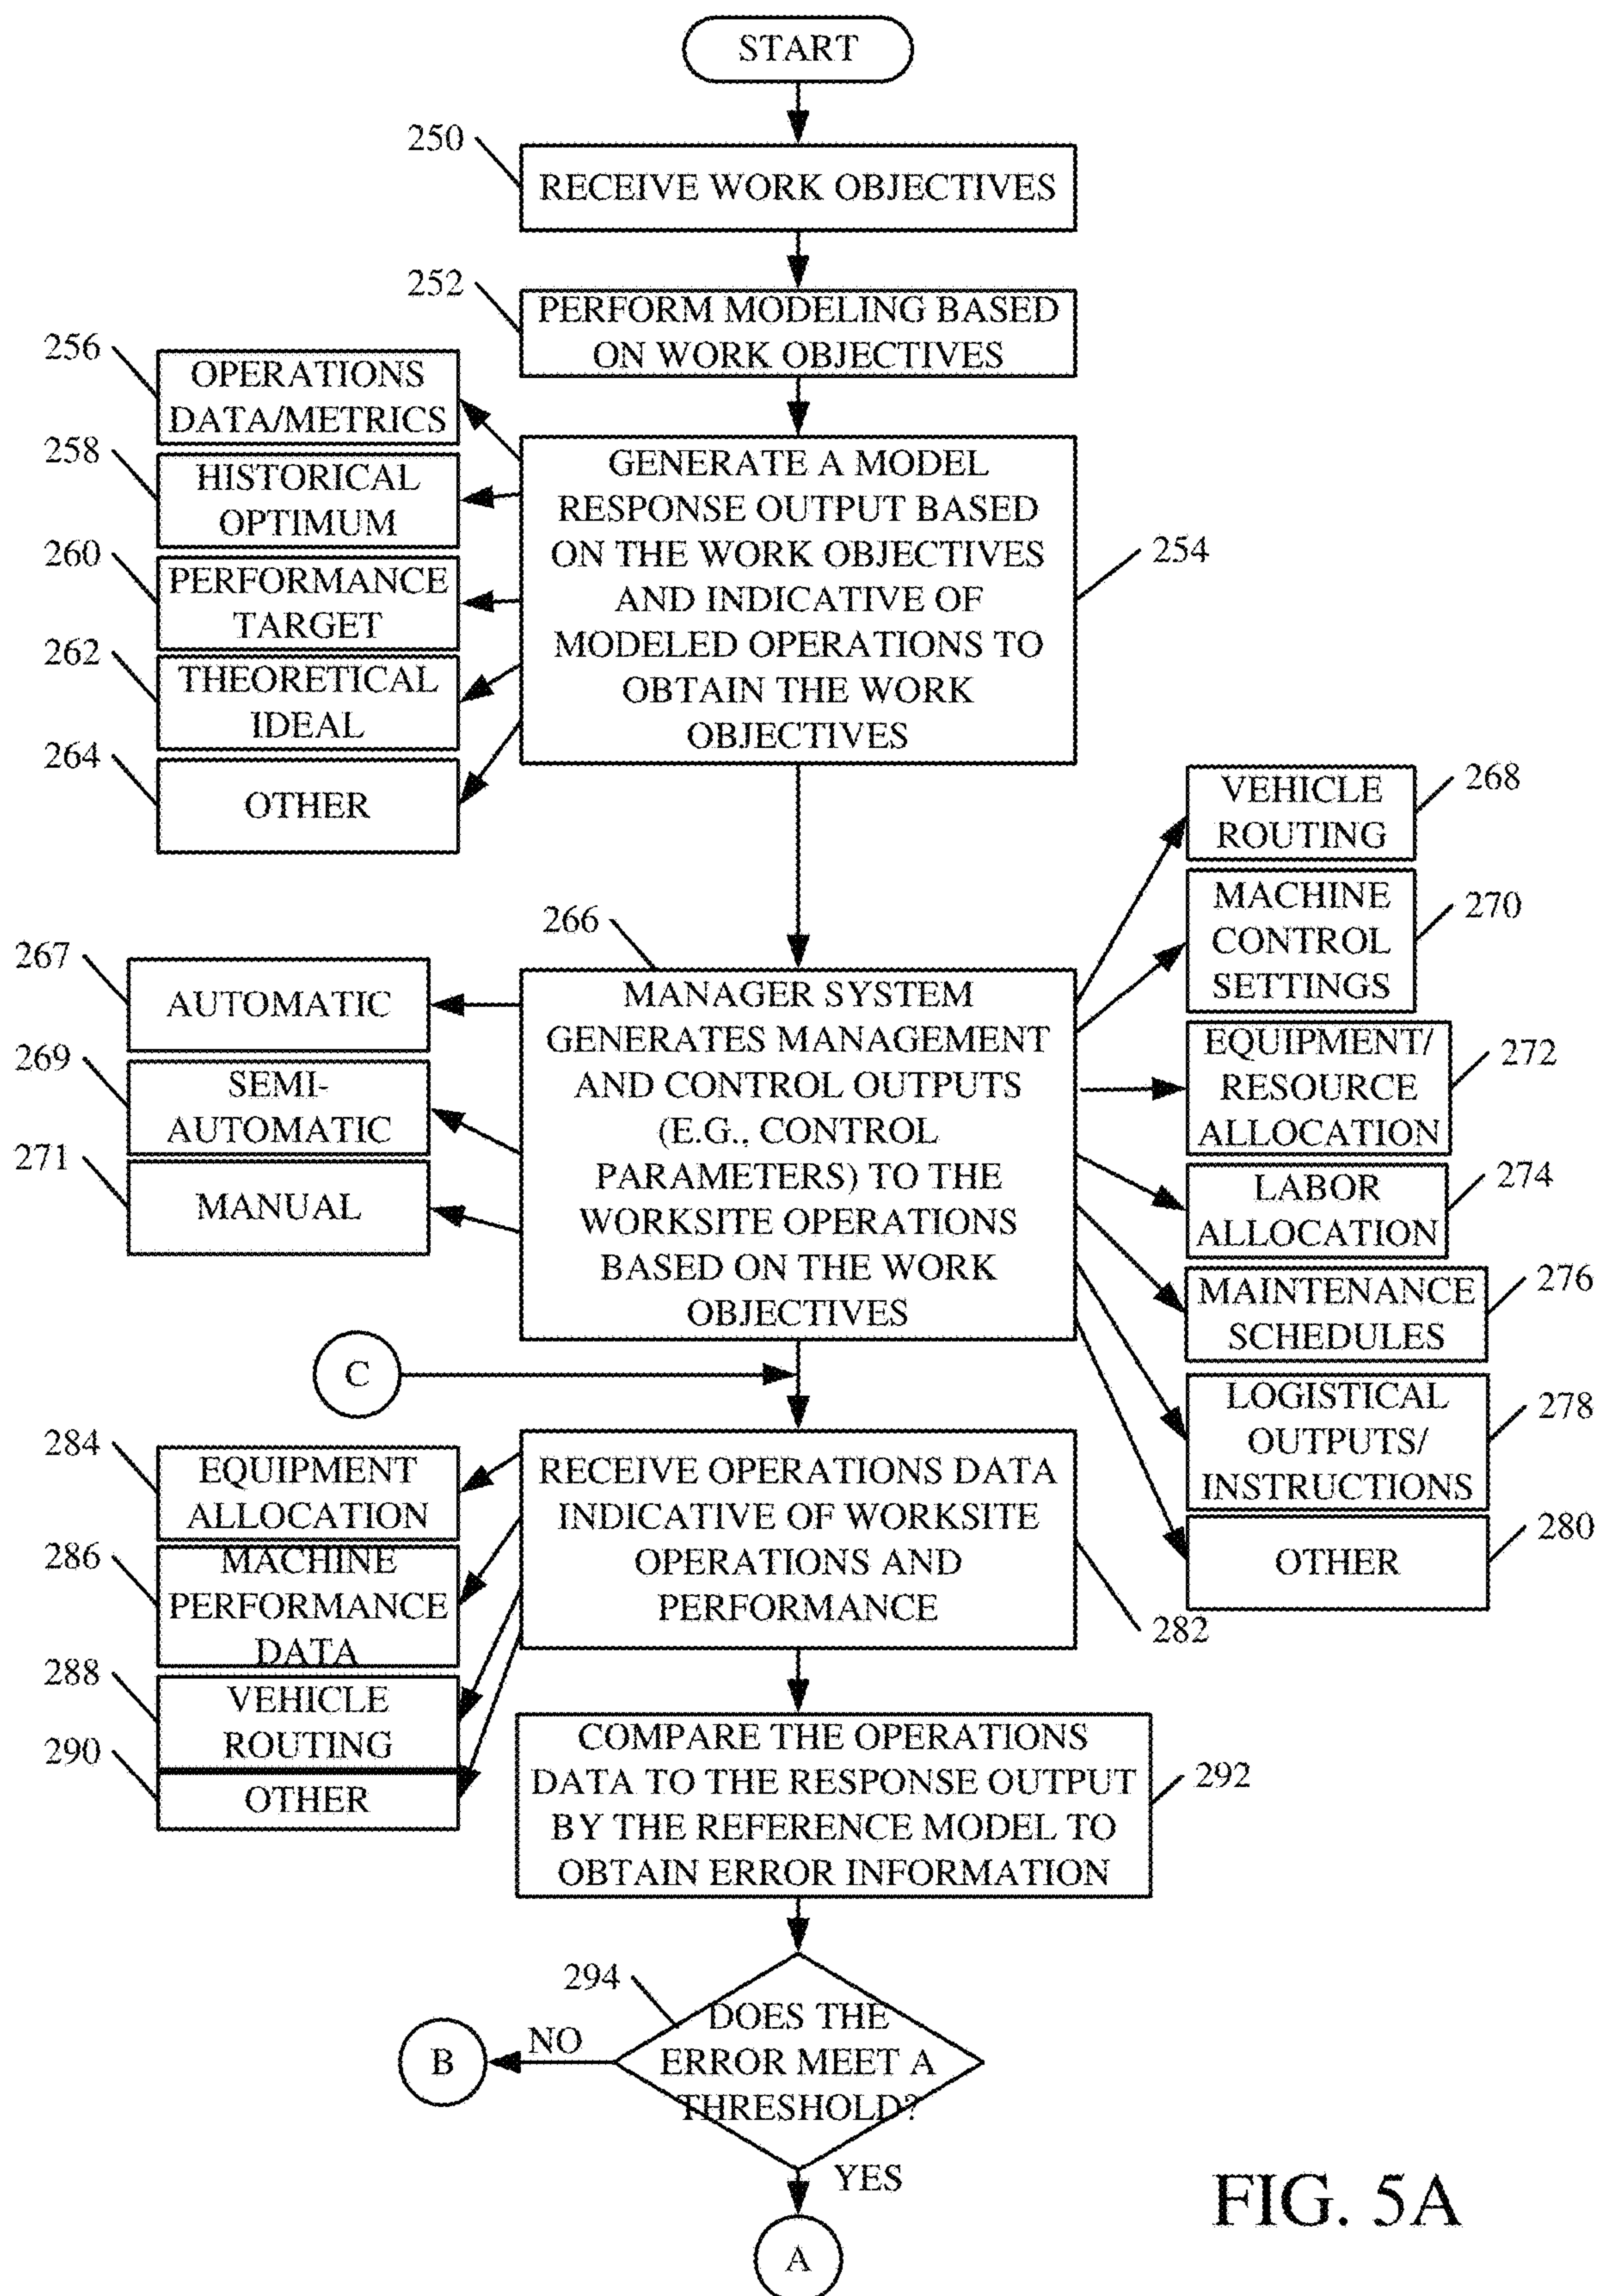 START
250
RECEIVE WORK OBJECTIVES
252
PERFORM MODELING BASED
ON WORK OBJECTIVES
256
OPERATIONS
DATA/METRICS
258
HISTORICAL
OPTIMUM
260
PERFORMANCE
TARGET
262
THEORETICAL
IDEAL
264
OTHER
GENERATE A MODEL
RESPONSE OUTPUT BASED
ON THE WORK OBJECTIVES
AND INDICATIVE OF
MODELED OPERATIONS TO
OBTAIN THE WORK
OBJECTIVES
254
266
MANAGER SYSTEM
GENERATES MANAGEMENT
AND CONTROL OUTPUTS
(E.G., CONTROL
PARAMETERS) TO THE
WORKSITE OPERATIONS
BASED ON THE WORK
OBJECTIVES
267
AUTOMATIC
269
SEMI-
AUTOMATIC
271
MANUAL
VEHICLE
ROUTING
268
MACHINE
CONTROL
SETTINGS
270
EQUIPMENT/
RESOURCE
ALLOCATION
272
LABOR
ALLOCATION
274
MAINTENANCE
SCHEDULES
276
LOGISTICAL
OUTPUTS/
INSTRUCTIONS
278
OTHER
280
C
284
EQUIPMENT
ALLOCATION
286
MACHINE
PERFORMANCE
DATA
288
VEHICLE
ROUTING
290
OTHER
RECEIVE OPERATIONS DATA
INDICATIVE OF WORKSITE
OPERATIONS AND
PERFORMANCE
282
COMPARE THE OPERATIONS
DATA TO THE RESPONSE OUTPUT
BY THE REFERENCE MODEL TO
OBTAIN ERROR INFORMATION
292
294
DOES THE
ERROR MEET A
THRESHOLD?
NO
B
YES
A
FIG. 5A